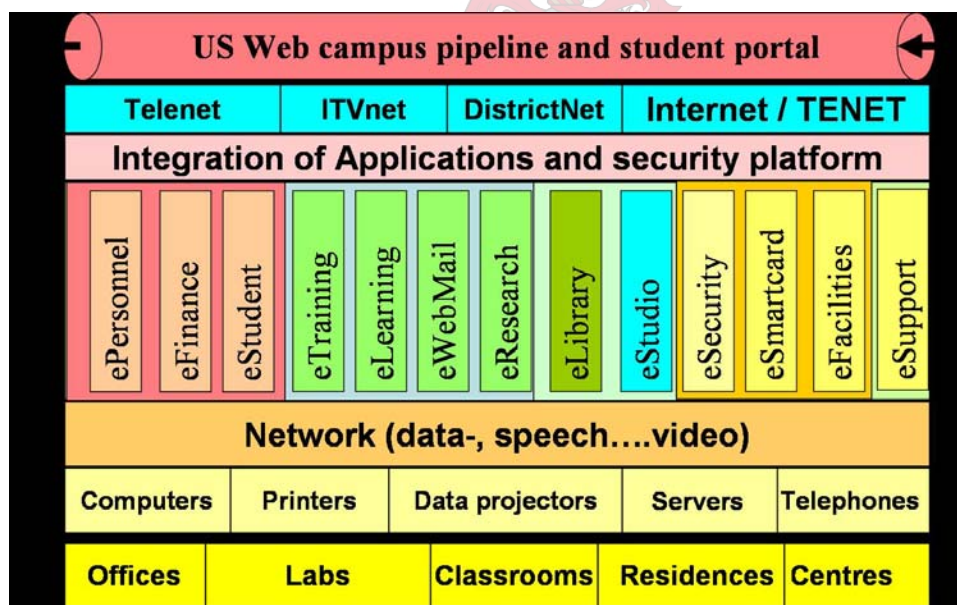 US Web campus pipeline and student portal
Telenet ITVnet DistrictNet Internet / TENET
Integration of Applications and security platform
ePersonnel
eFinance
eStudent
eTraining
eLearning
eWebMail
eResearch
eLibrary
eStudio
eSecurity
eSmartcard
eFacilities
eSupport
Network (data-, speech....video)
Computers Printers Data projectors Servers Telephones
Offices Labs Classrooms Residences Centres